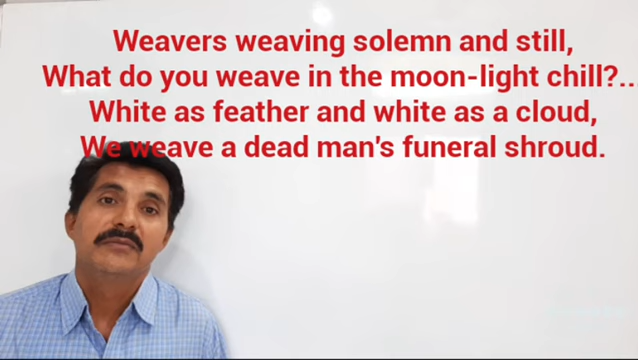 Weavers weaving solemn and still,
What do you weave in the moon-light chill?..
White as feather and white as a cloud,
We weave a dead man's funeral shroud.